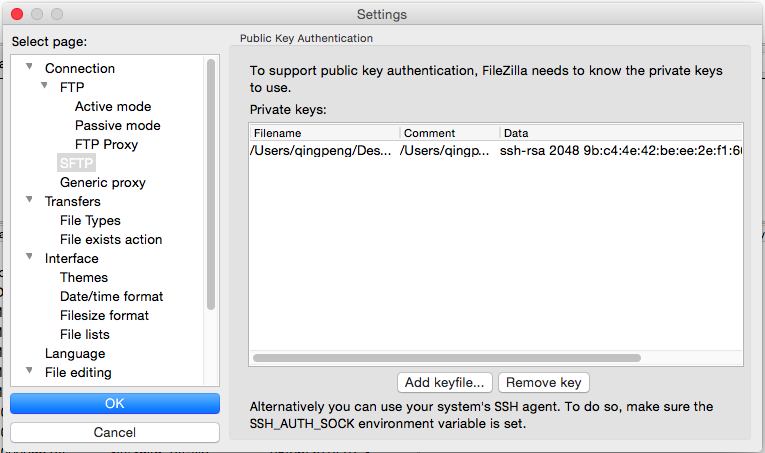 Settings
Select page:
Connection
FTP
Active mode
Passive mode
FTP Proxy
SFTP
Generic proxy
Transfers
File Types
File exists action
Interface
Themes
Date/time format
Filesize format
File lists
Language
File editing
OK
Cancel
Public Key Authentication
To support public key authentication, FileZilla needs to know the private keys
to use.
Private keys:
Filename Comment Data
/Users/qingpeng/Des... /Users/qingp... ssh-rsa 2048 9b:c4:4e:42:be:ee:2e:f1:6
Add keyfile... Remove key
Alternatively you can use your system's SSH agent. To do so, make sure the
SSH_AUTH_SOCK environment variable is set.